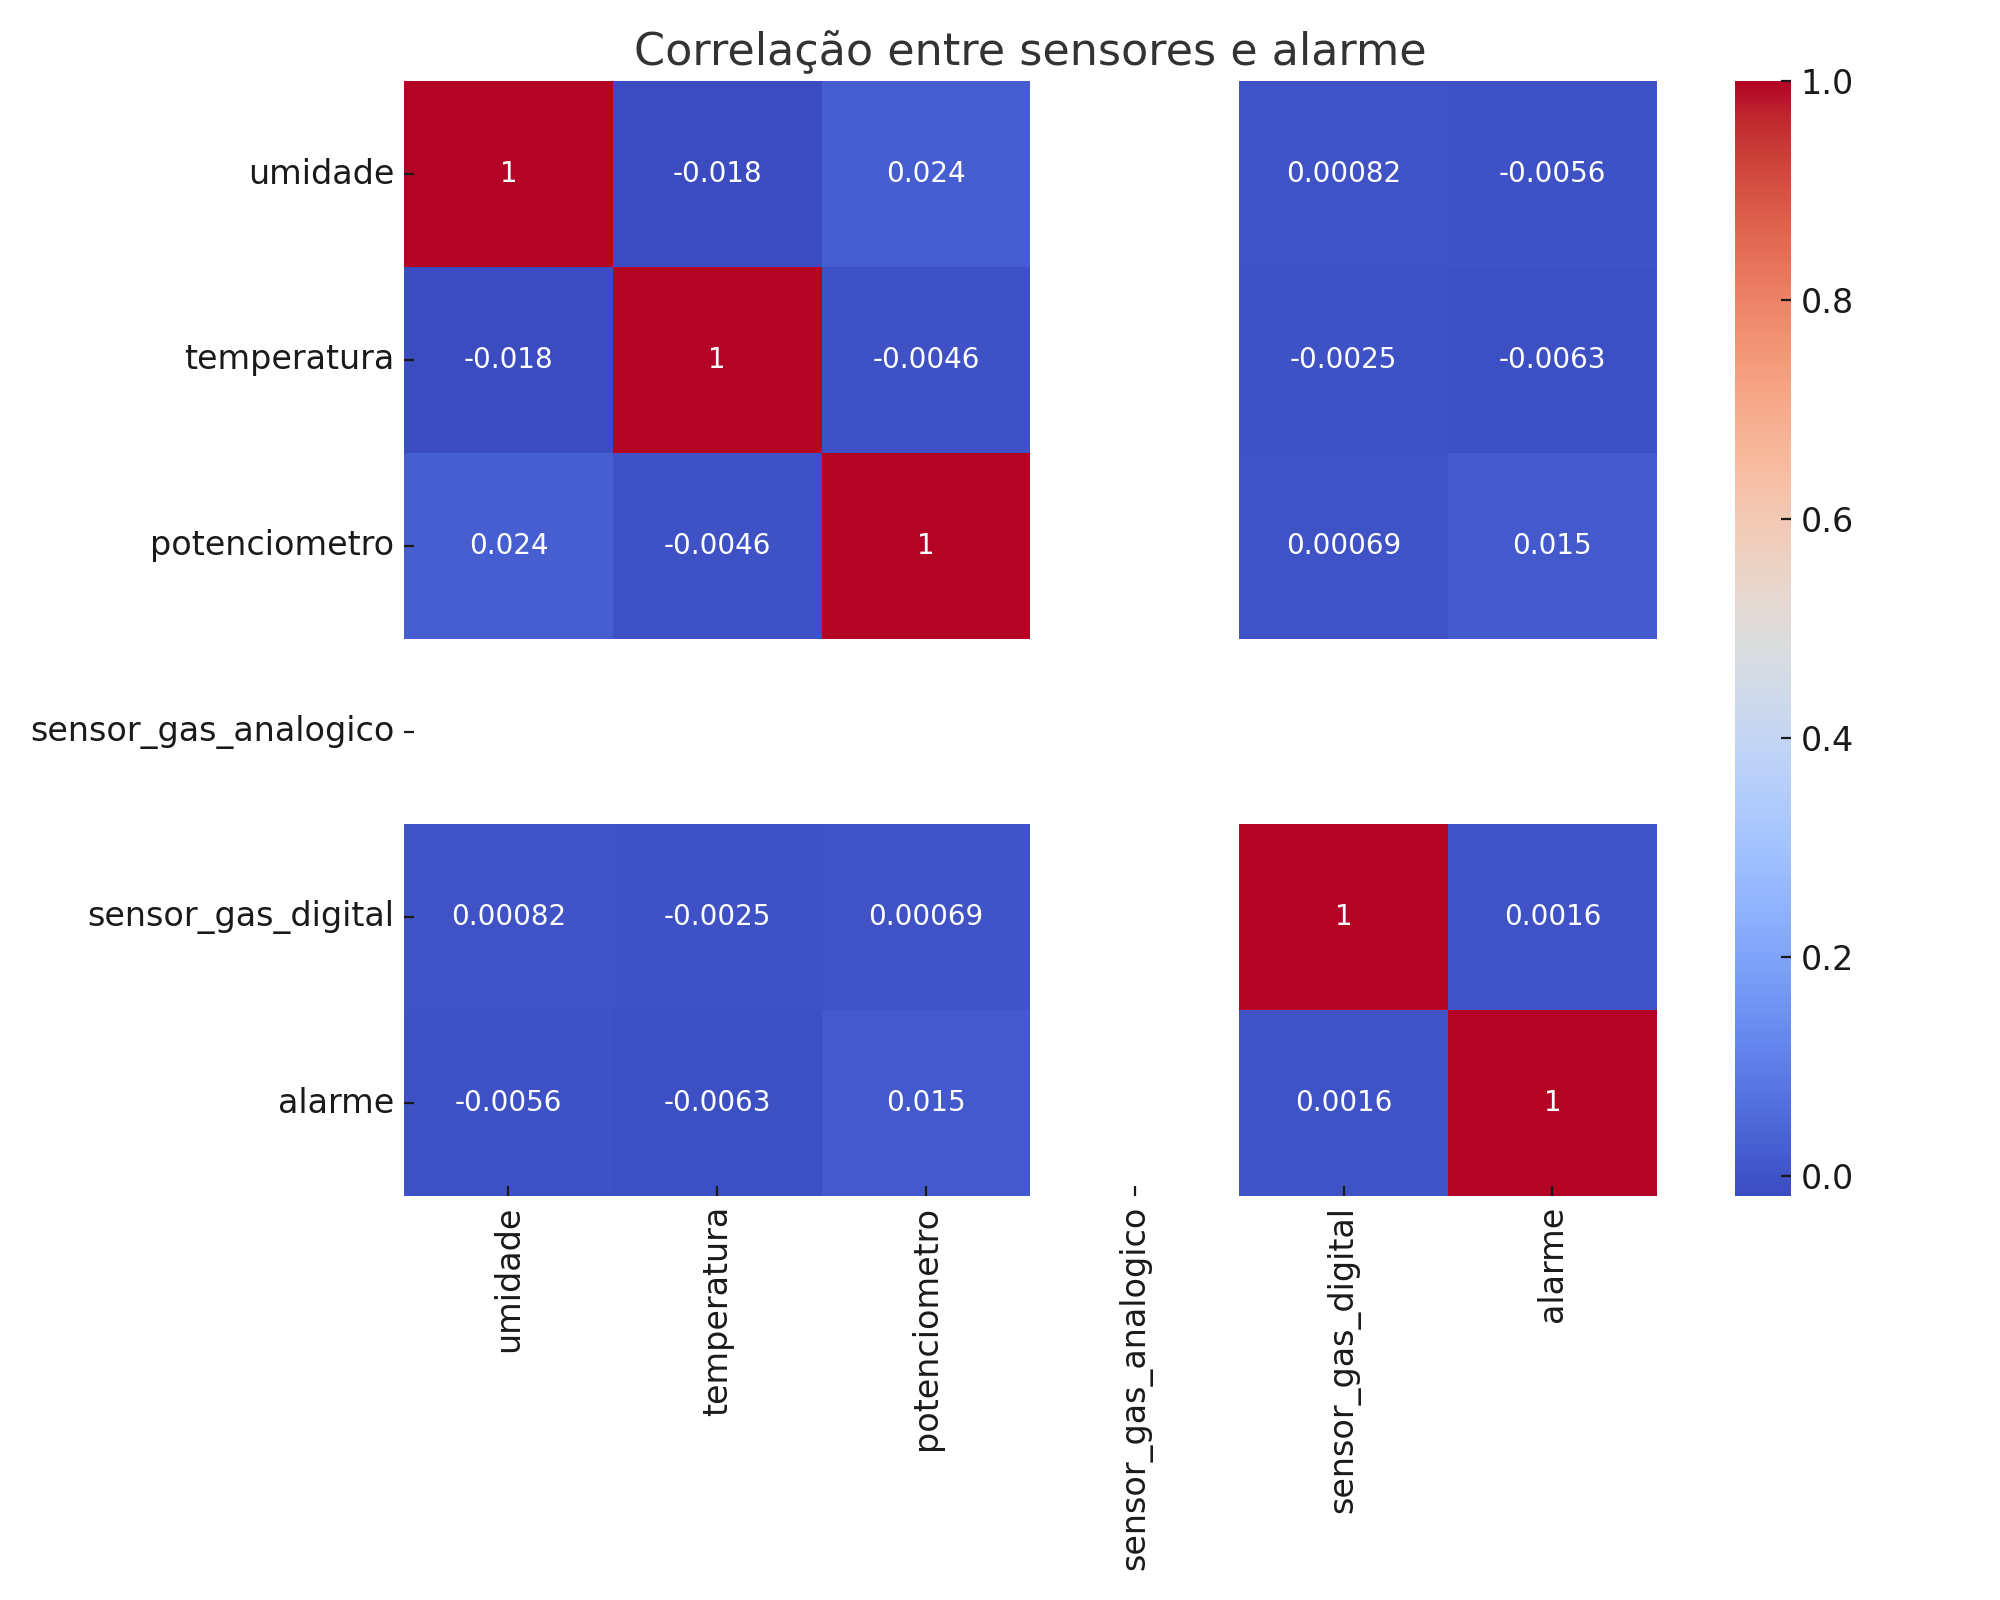 Correlação entre sensores e alarme
umidade 1 -0.018 0.024 0.00082 -0.0056
temperatura -0.018 1 -0.0046 -0.0025 -0.0063
potenciometro 0.024 -0.0046 1 0.00069 0.015
sensor_gas_analogico
sensor_gas_digital 0.00082 -0.0025 0.00069 1 0.0016
alarme -0.0056 -0.0063 0.015 0.0016 1
umidade
temperatura
potenciometro
sensor_gas_analogico
sensor_gas_digital
alarme
1.0
0.8
0.6
0.4
0.2
0.0